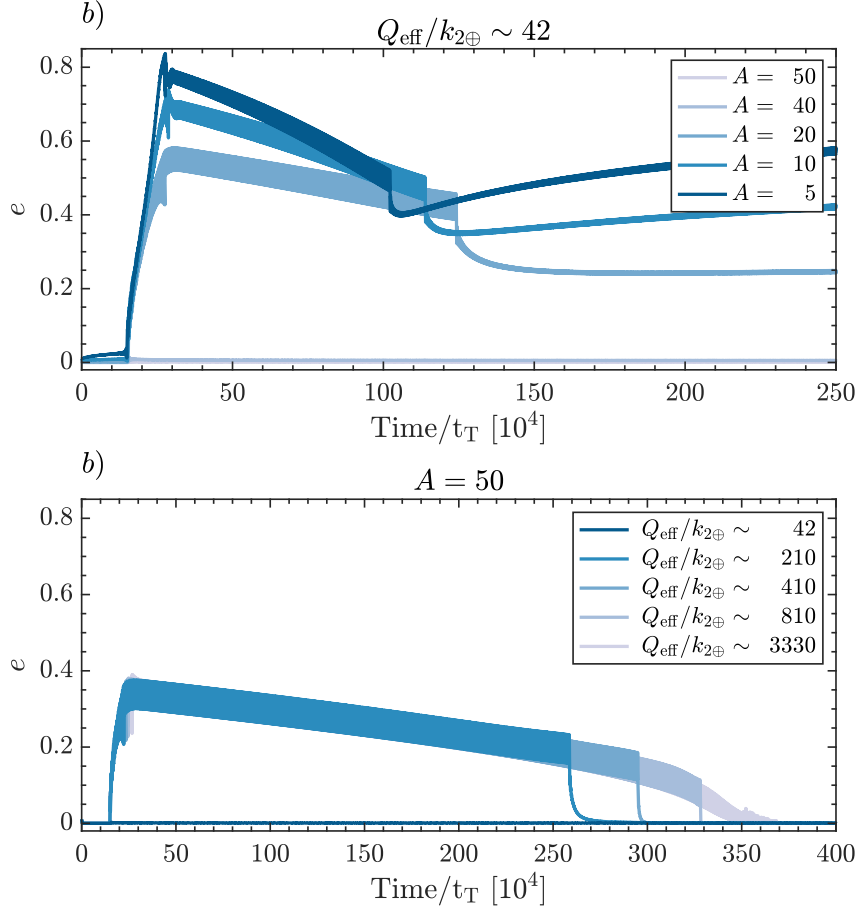 b)
Q_eff/k_2⊕ ∼ 42
A = 50
A = 40
A = 20
A = 10
A = 5
e
0.8
0.6
0.4
0.2
0
0 50 100 150 200 250
Time/t_T [10^4]
b)
A = 50
Q_eff/k_2⊕ ∼ 42
Q_eff/k_2⊕ ∼ 210
Q_eff/k_2⊕ ∼ 410
Q_eff/k_2⊕ ∼ 810
Q_eff/k_2⊕ ∼ 3330
e
0.8
0.6
0.4
0.2
0
0 50 100 150 200 250 300 350 400
Time/t_T [10^4]